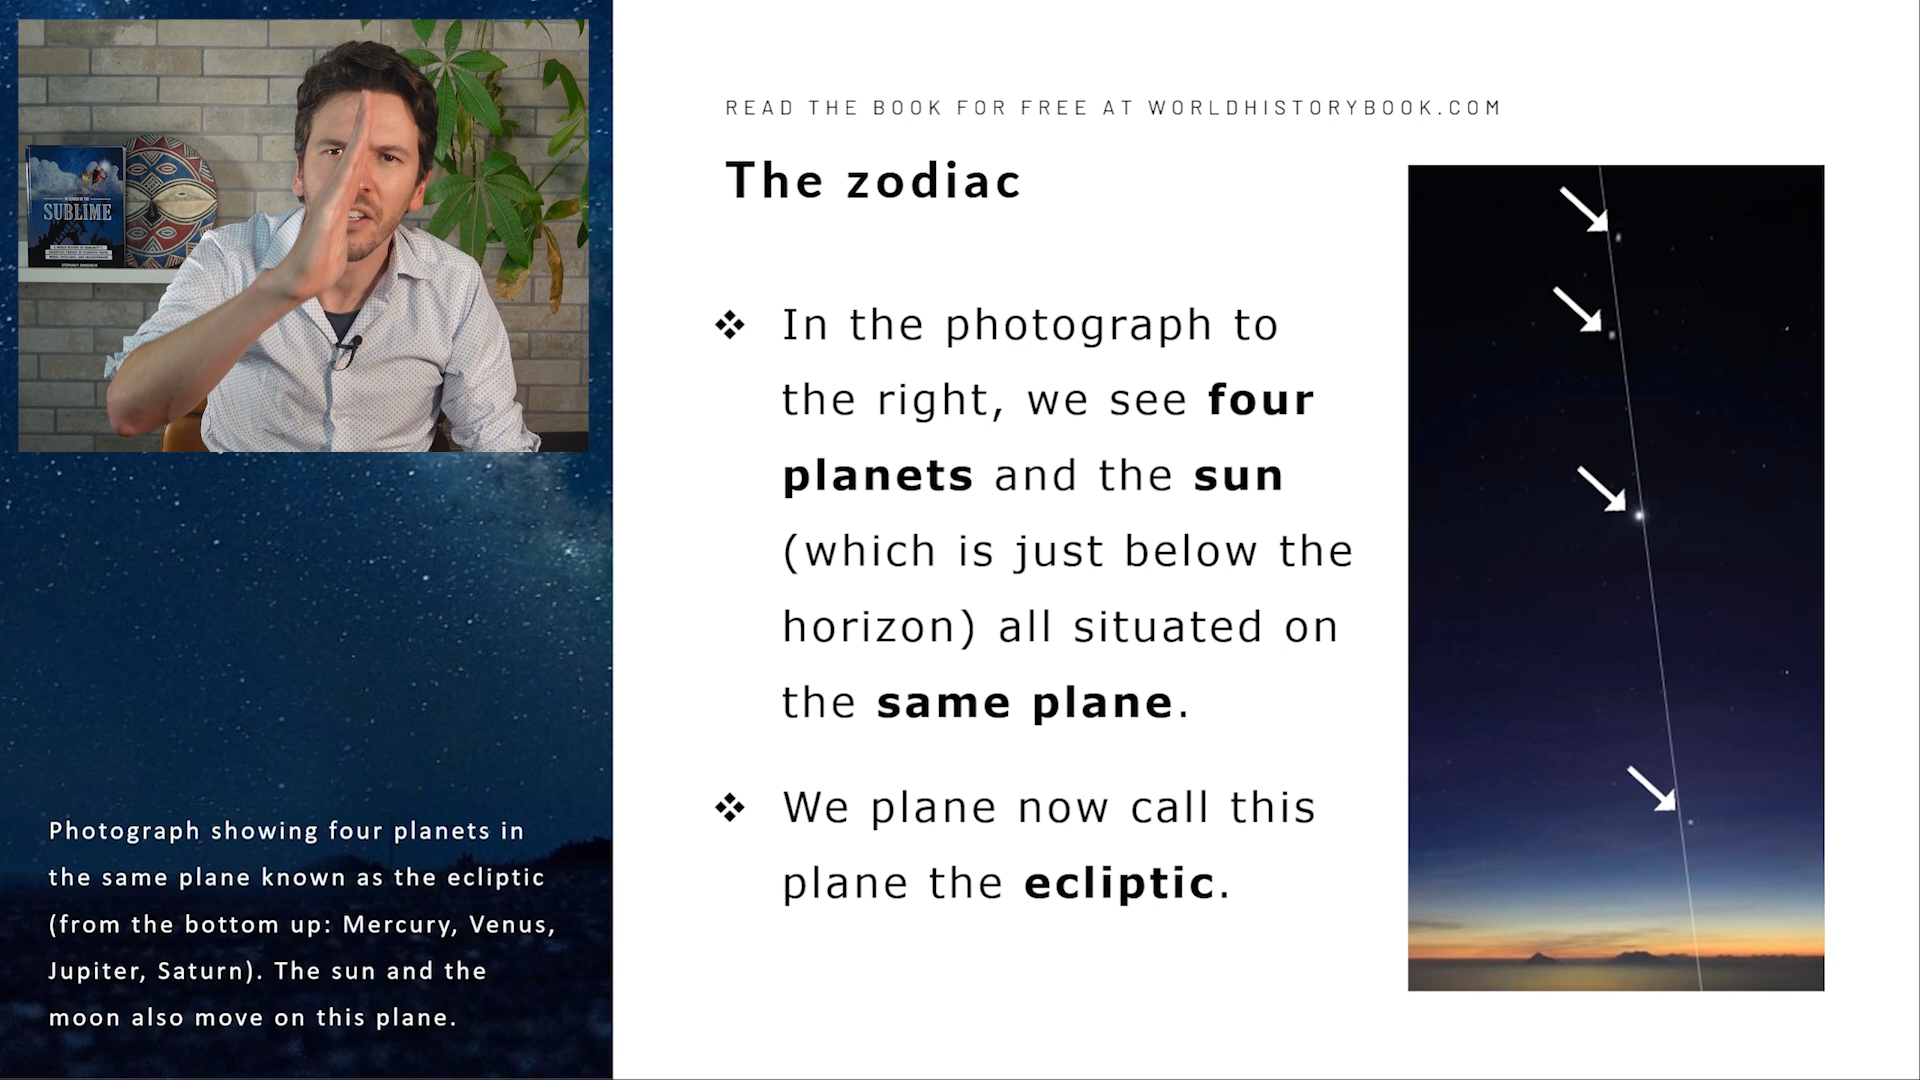 READ THE BOOK FOR FREE AT WORLDHISTORYBOOK.COM
The zodiac
❖ In the photograph to
the right, we see four
planets and the sun
(which is just below the
horizon) all situated on
the same plane.
❖ We plane now call this
plane the ecliptic.
SUBLIME
Photograph showing four planets in
the same plane known as the ecliptic
(from the bottom up: Mercury, Venus,
Jupiter, Saturn). The sun and the
moon also move on this plane.